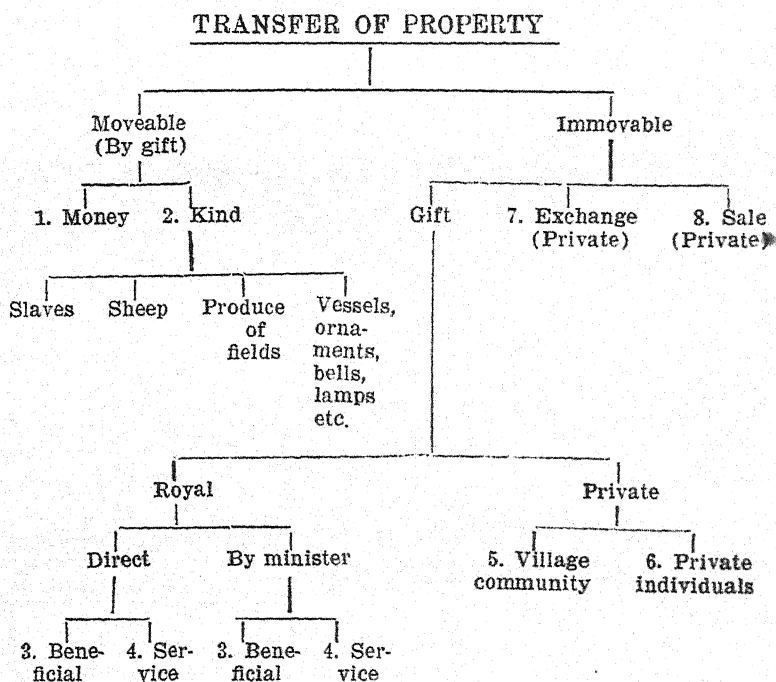 TRANSFER OF PROPERTY
Moveable
(By gift)
Immovable
1. Money
2. Kind
Gift
7. Exchange
(Private)
8. Sale
(Private)
Slaves
Sheep
Produce
of
fields
Vessels,
orna-
ments,
bells,
lamps
etc.
Royal
Private
Direct
By minister
5. Village
community
6. Private
individuals
3. Bene-
ficial
4. Ser-
vice
3. Bene-
ficial
4. Ser-
vice